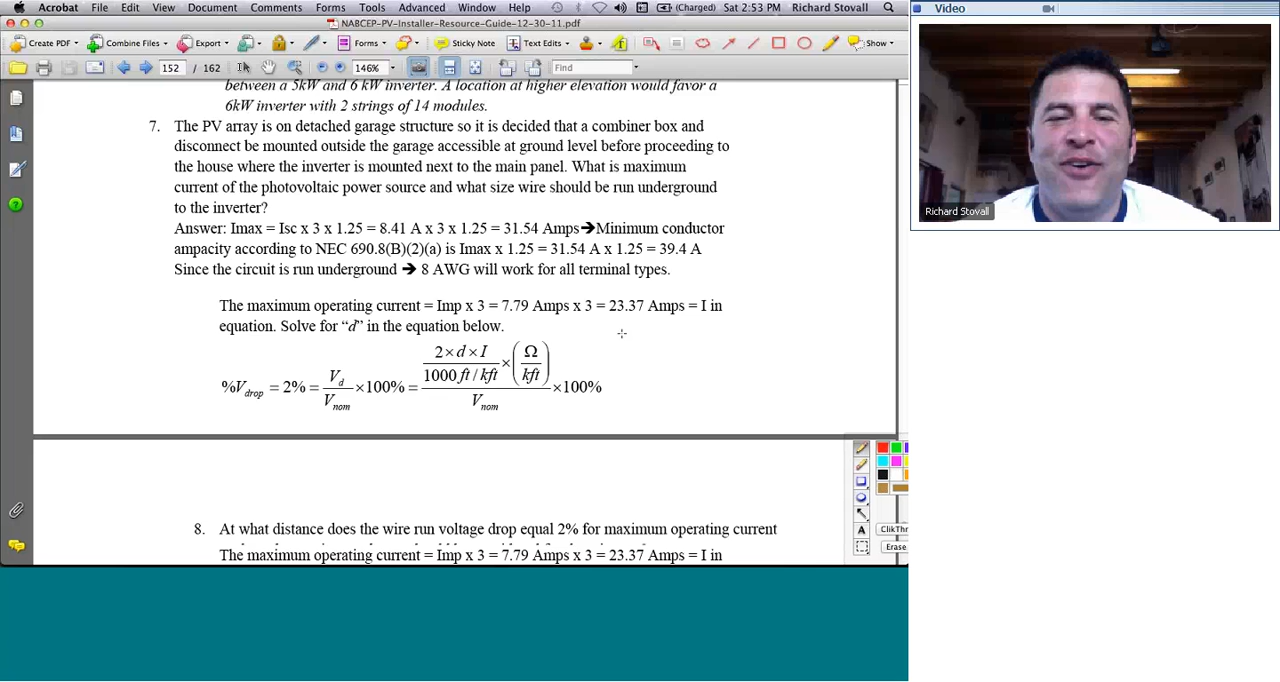 Acrobat File Edit View Document Comments Forms Tools Advanced Window Help (Charged) Sat 2:53 PM Richard Stovall
NABCEP-PV-Installer-Resource-Guide-12-30-11.pdf
Create PDF Combine Files Export Forms Sticky Note Text Edits Show
152 / 162 146% Find
between a 5kW and 6 kW inverter. A location at higher elevation would favor a
6kW inverter with 2 strings of 14 modules.
7. The PV array is on detached garage structure so it is decided that a combiner box and
disconnect be mounted outside the garage accessible at ground level before proceeding to
the house where the inverter is mounted next to the main panel. What is maximum
current of the photovoltaic power source and what size wire should be run underground
to the inverter?
Answer: Imax = Isc x 3 x 1.25 = 8.41 A x 3 x 1.25 = 31.54 Amps➔Minimum conductor
ampacity according to NEC 690.8(B)(2)(a) is Imax x 1.25 = 31.54 A x 1.25 = 39.4 A
Since the circuit is run underground ➔ 8 AWG will work for all terminal types.
The maximum operating current = Imp x 3 = 7.79 Amps x 3 = 23.37 Amps = I in
equation. Solve for “d” in the equation below.
%Vdrop = 2% = Vd / Vnom ×100% = (2×d×I / 1000 ft / kft × (Ω / kft)) / Vnom ×100%
8. At what distance does the wire run voltage drop equal 2% for maximum operating current
The maximum operating current = Imp x 3 = 7.79 Amps x 3 = 23.37 Amps = I in
A
ClikThr
Erase
Video
Richard Stovall